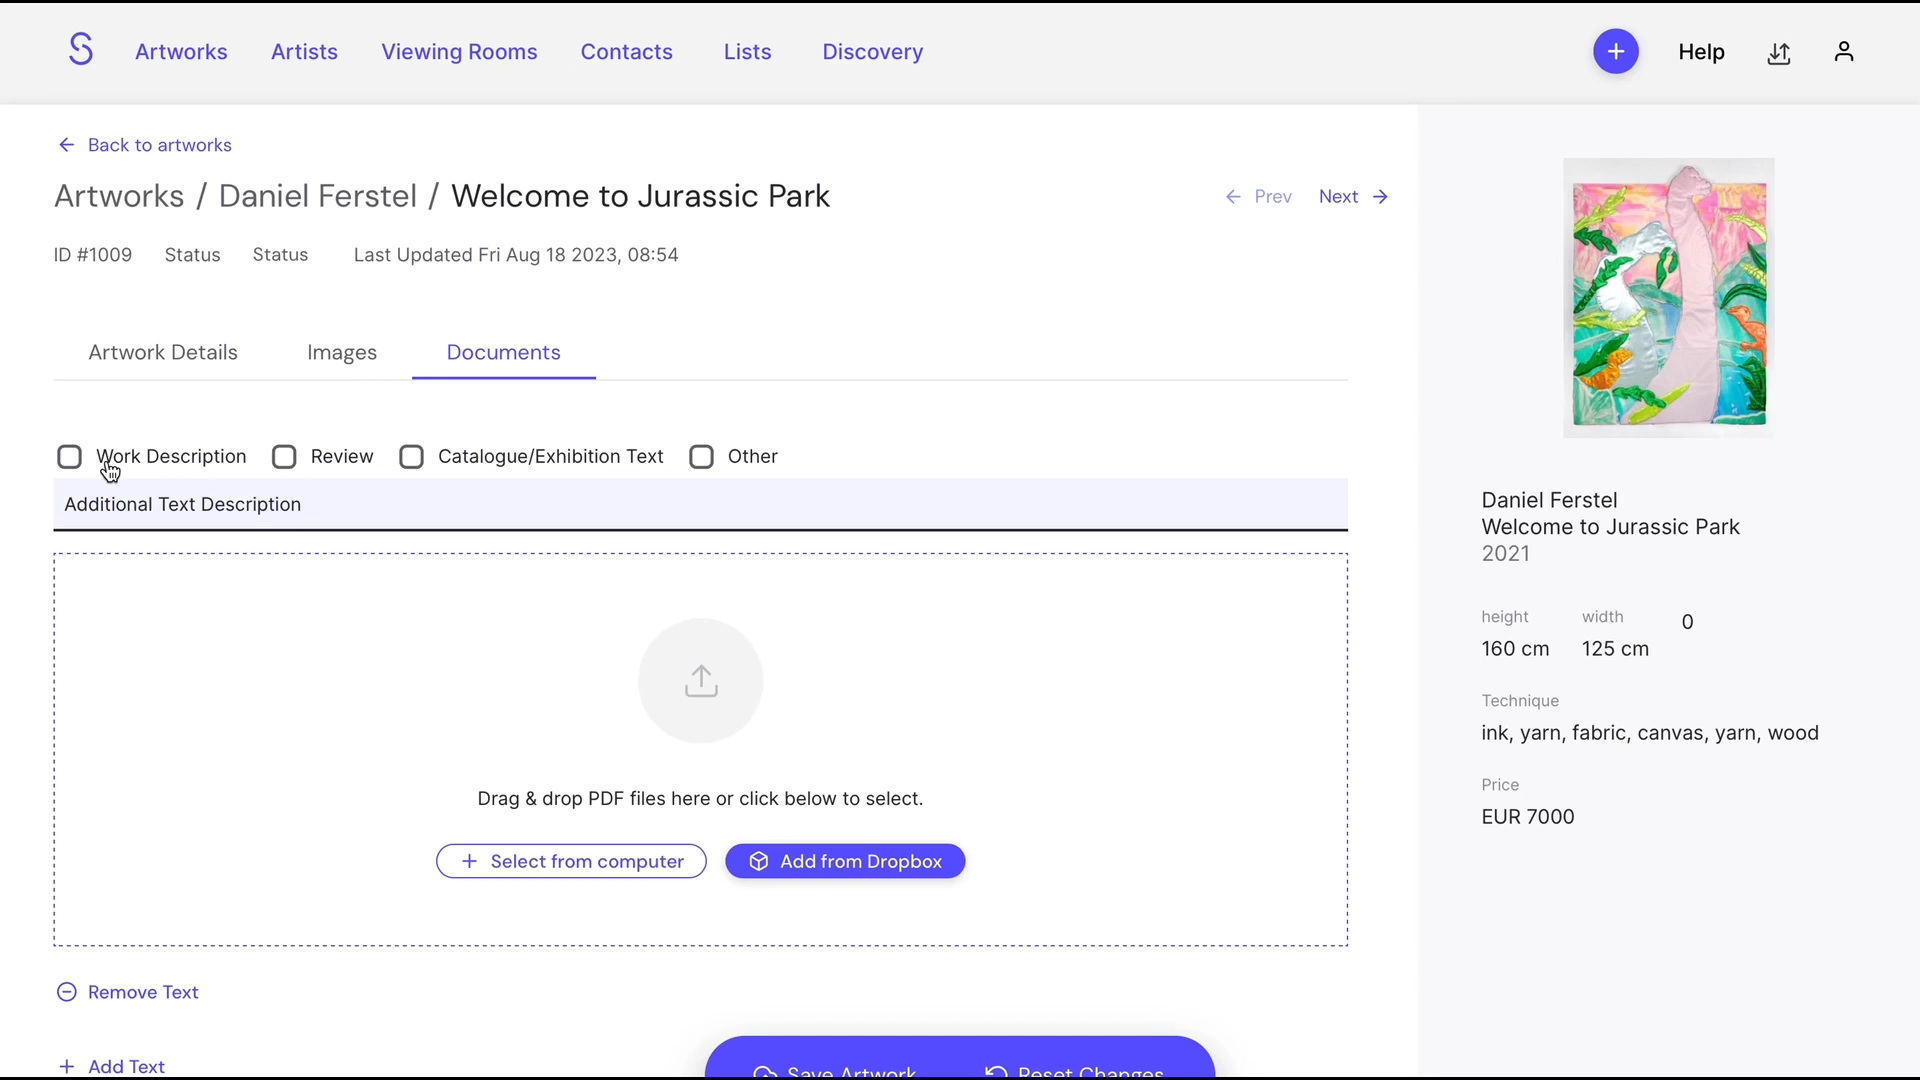 Artworks Artists Viewing Rooms Contacts Lists Discovery Help
Back to artworks
Artworks / Daniel Ferstel / Welcome to Jurassic Park
Prev Next
ID #1009 Status Status Last Updated Fri Aug 18 2023, 08:54
Artwork Details Images Documents
Work Description Review Catalogue/Exhibition Text Other
Additional Text Description
Drag & drop PDF files here or click below to select.
Select from computer Add from Dropbox
Remove Text
Add Text
Save Artwork Reset Changes
Daniel Ferstel
Welcome to Jurassic Park
2021
height width 0
160 cm 125 cm
Technique
ink, yarn, fabric, canvas, yarn, wood
Price
EUR 7000